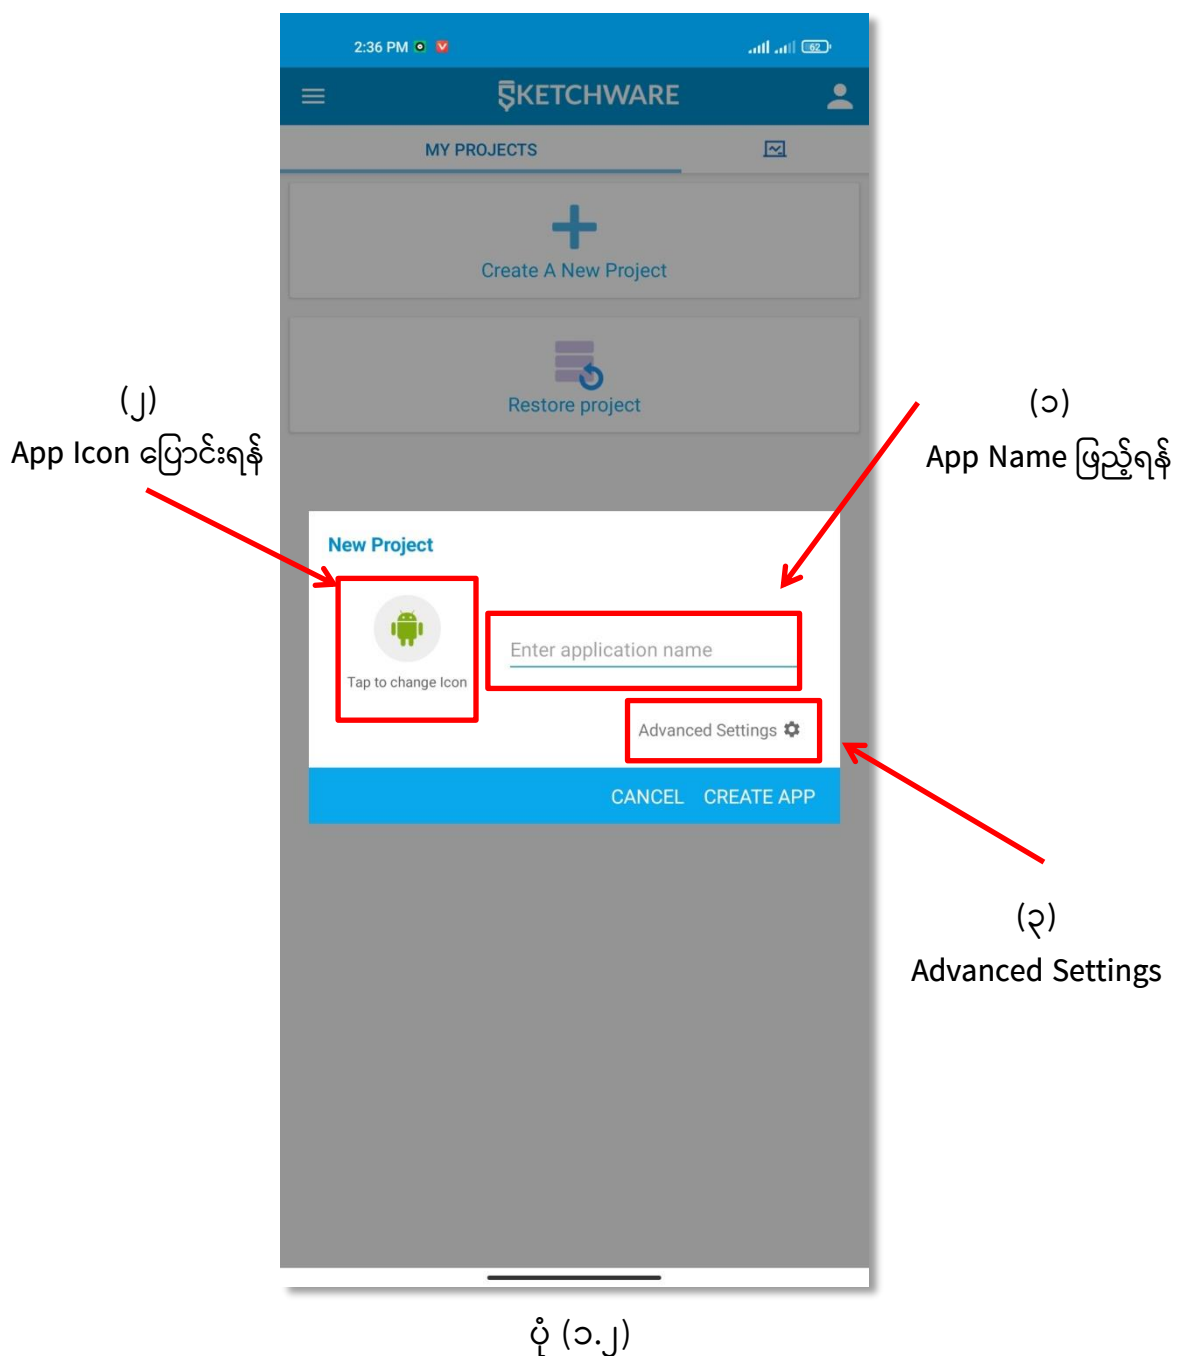 2:36 PM
62
SKETCHWARE
MY PROJECTS
Create A New Project
Restore project
(၂)
App Icon ပြောင်းရန်
(၁)
App Name ဖြည့်ရန်
New Project
Enter application name
Tap to change Icon
Advanced Settings
CANCEL CREATE APP
(၃)
Advanced Settings
ပုံ (၁.၂)